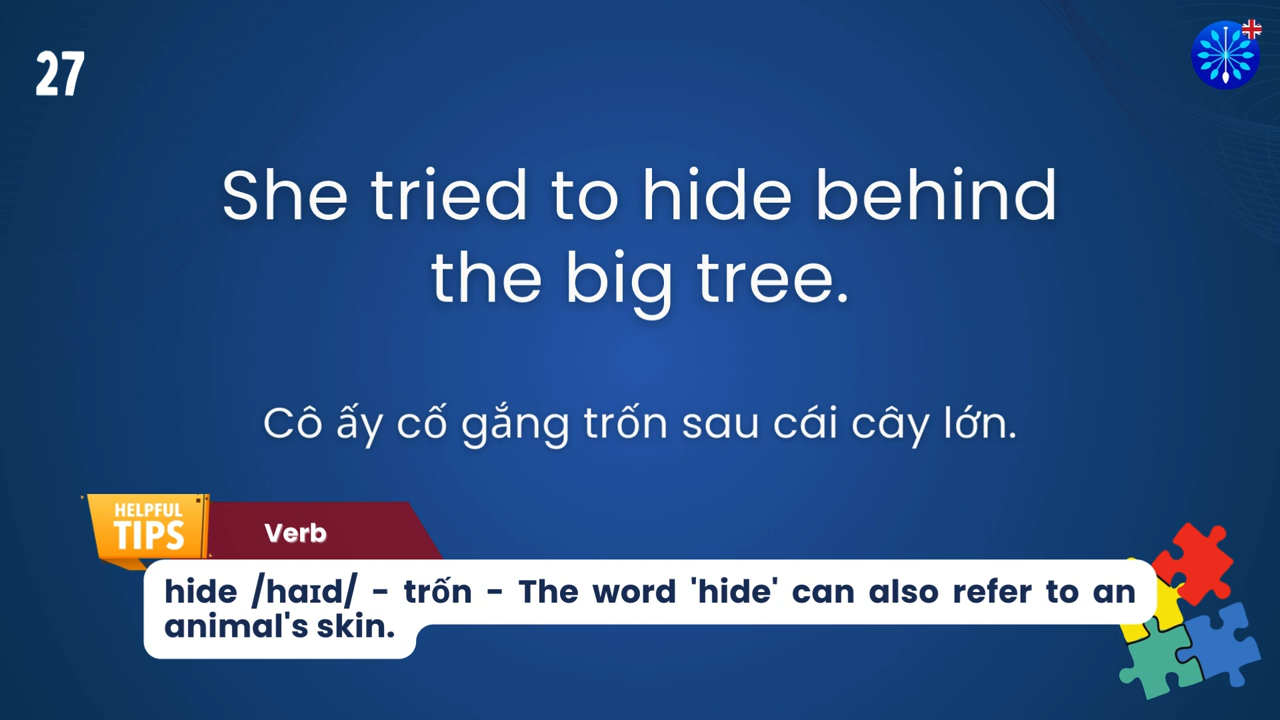 27
She tried to hide behind
the big tree.
Cô ấy cố gắng trốn sau cái cây lớn.
HELPFUL
TIPS
Verb
hide /haɪd/ - trốn - The word 'hide' can also refer to an
animal's skin.